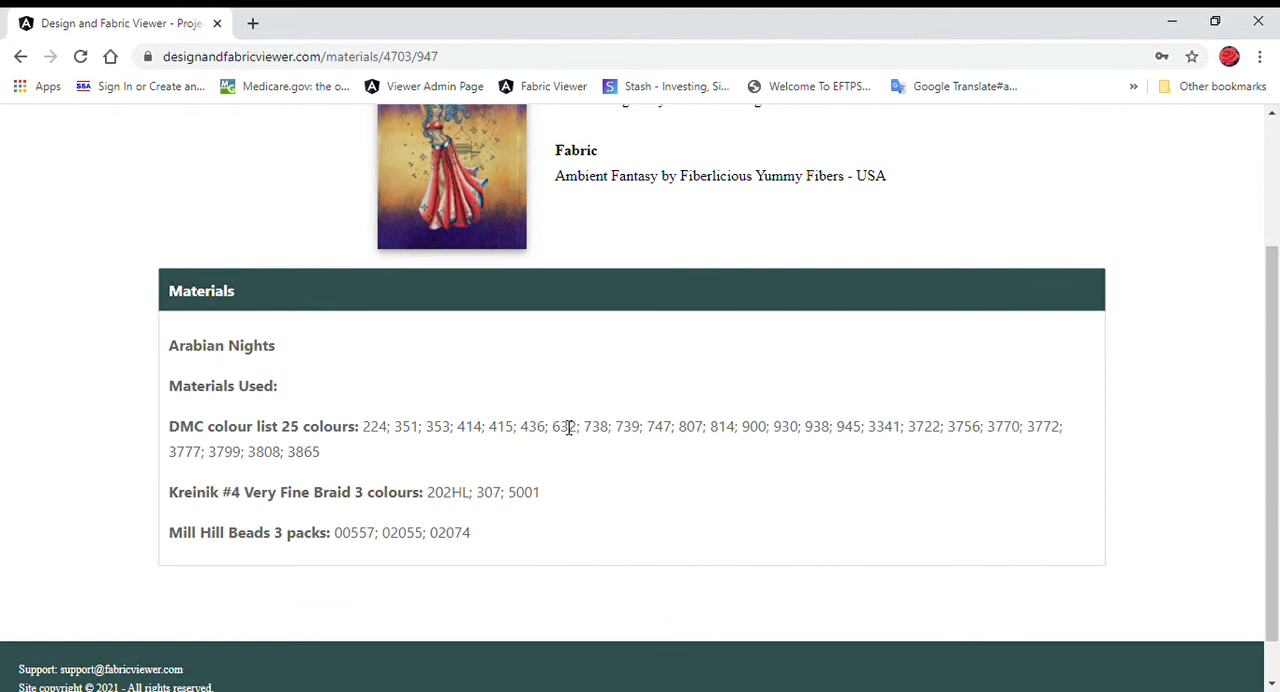 Design and Fabric Viewer - Proje
designandfabricviewer.com/materials/4703/947
Apps
SSA Sign In or Create an...
MG Medicare.gov: the o...
Viewer Admin Page
Fabric Viewer
S Stash - Investing, Si...
Welcome To EFTPS...
Google Translate#a...
»
Other bookmarks
Fabric
Ambient Fantasy by Fiberlicious Yummy Fibers - USA
Materials
Arabian Nights
Materials Used:
DMC colour list 25 colours: 224; 351; 353; 414; 415; 436; 632; 738; 739; 747; 807; 814; 900; 930; 938; 945; 3341; 3722; 3756; 3770; 3772;
3777; 3799; 3808; 3865
Kreinik #4 Very Fine Braid 3 colours: 202HL; 307; 5001
Mill Hill Beads 3 packs: 00557; 02055; 02074
Support: support@fabricviewer.com
Site copyright © 2021 - All rights reserved.